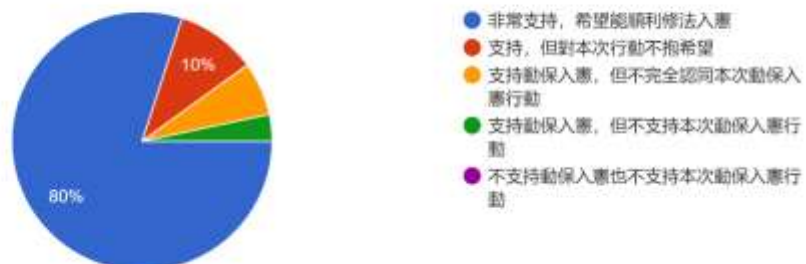 10%
80%
非常支持，希望能順利修法入憲
支持，但對本次行動不抱希望
支持動保入憲，但不完全認同本次動保入
憲行動
支持動保入憲，但不支持本次動保入憲行
動
不支持動保入憲也不支持本次動保入憲行
動